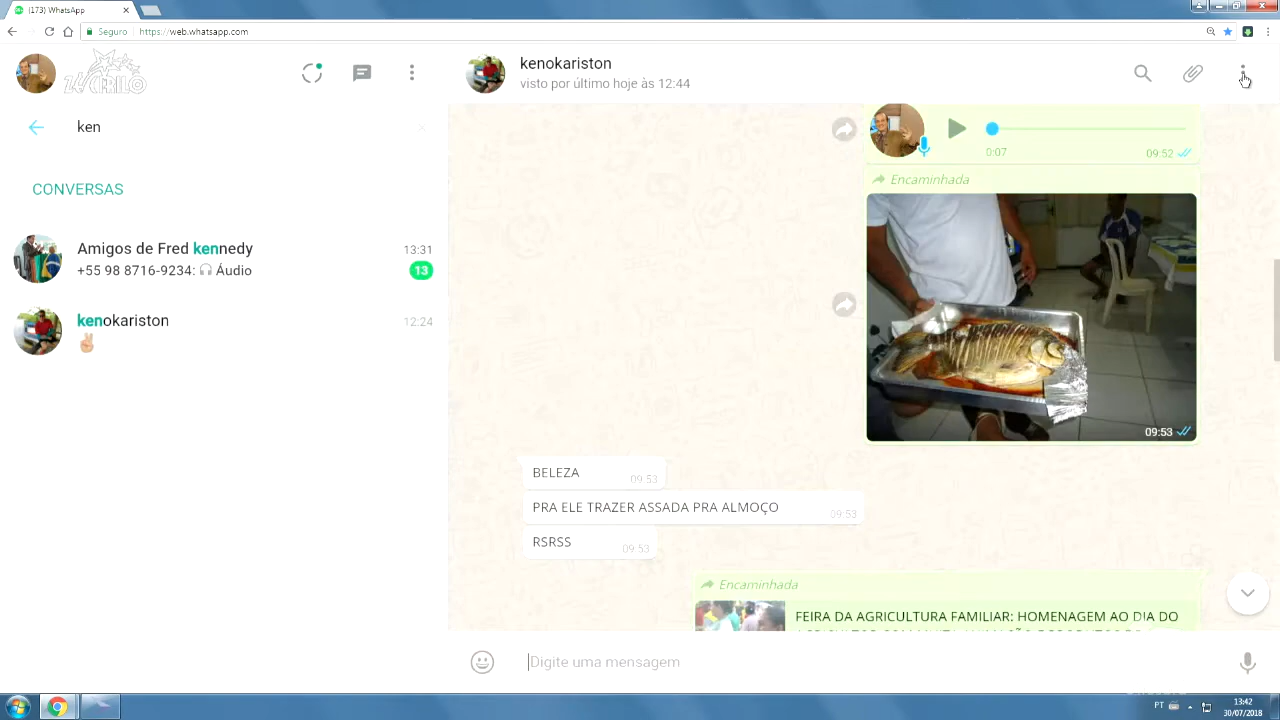 (173) WhatsApp
Seguro
https://web.whatsapp.com
ZÉ CIRILO
kenokariston
visto por último hoje às 12:44
ken
CONVERSAS
Amigos de Fred kennedy
13:31
+55 98 8716-9234: Áudio
13
kenokariston
12:24
0:07
09:52
Encaminhada
09:53
BELEZA
09:53
PRA ELE TRAZER ASSADA PRA ALMOÇO
09:53
RSRSS
09:53
Encaminhada
FEIRA DA AGRICULTURA FAMILIAR: HOMENAGEM AO DIA DO
Digite uma mensagem
PT
13:42
30/07/2018